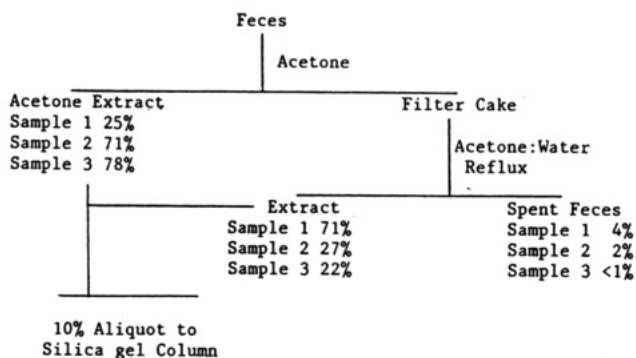 Feces
Acetone
Acetone Extract
Sample 1 25%
Sample 2 71%
Sample 3 78%
Filter Cake
Acetone:Water
Reflux
Extract
Sample 1 71%
Sample 2 27%
Sample 3 22%
Spent Feces
Sample 1 4%
Sample 2 2%
Sample 3 <1%
10% Aliquot to
Silica gel Column